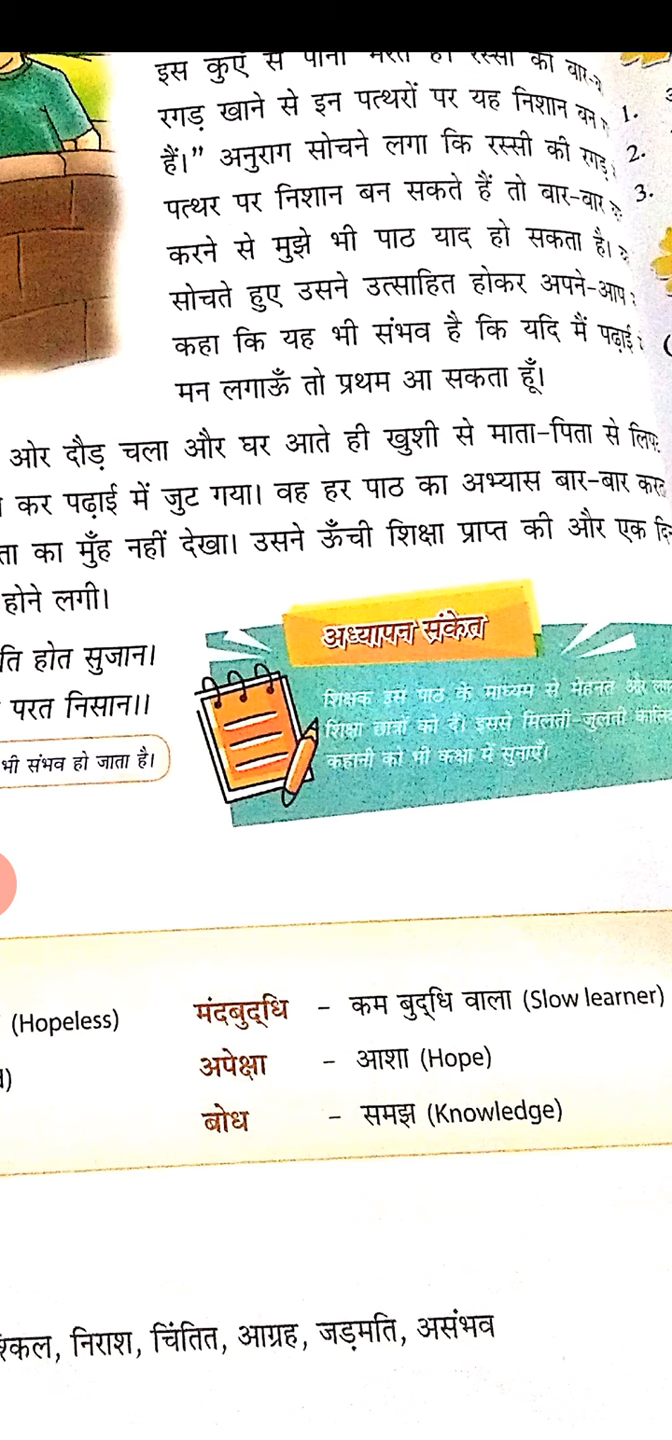 इस कुएँ से पानी भरते हैं। रस्सी की बार-
रगड़ खाने से इन पत्थरों पर यह निशान बन
हैं।” अनुराग सोचने लगा कि रस्सी की रगड़
पत्थर पर निशान बन सकते हैं तो बार-बार
करने से मुझे भी पाठ याद हो सकता है।
सोचते हुए उसने उत्साहित होकर अपने-आप
कहा कि यह भी संभव है कि यदि मैं पढ़ाई
मन लगाऊँ तो प्रथम आ सकता हूँ।
1.
2.
3.
ओर दौड़ चला और घर आते ही खुशी से माता-पिता से लिप
कर पढ़ाई में जुट गया। वह हर पाठ का अभ्यास बार-बार कर
ता का मुँह नहीं देखा। उसने ऊँची शिक्षा प्राप्त की और एक दि
होने लगी।
ति होत सुजान।
परत निसान।।
भी संभव हो जाता है।
अध्यापन संकेत
शिक्षक इस पाठ के माध्यम से मेहनत और
शिक्षा छात्रों को दें। इससे मिलती-जूलती
कहानी को भी कक्षा में सुनाएँ।
(Hopeless)
मंदबुद्धि – कम बुद्धि वाला (Slow learner)
अपेक्षा – आशा (Hope)
बोध – समझ (Knowledge)
श्किल, निराश, चिंतित, आग्रह, जड़मति, असंभव